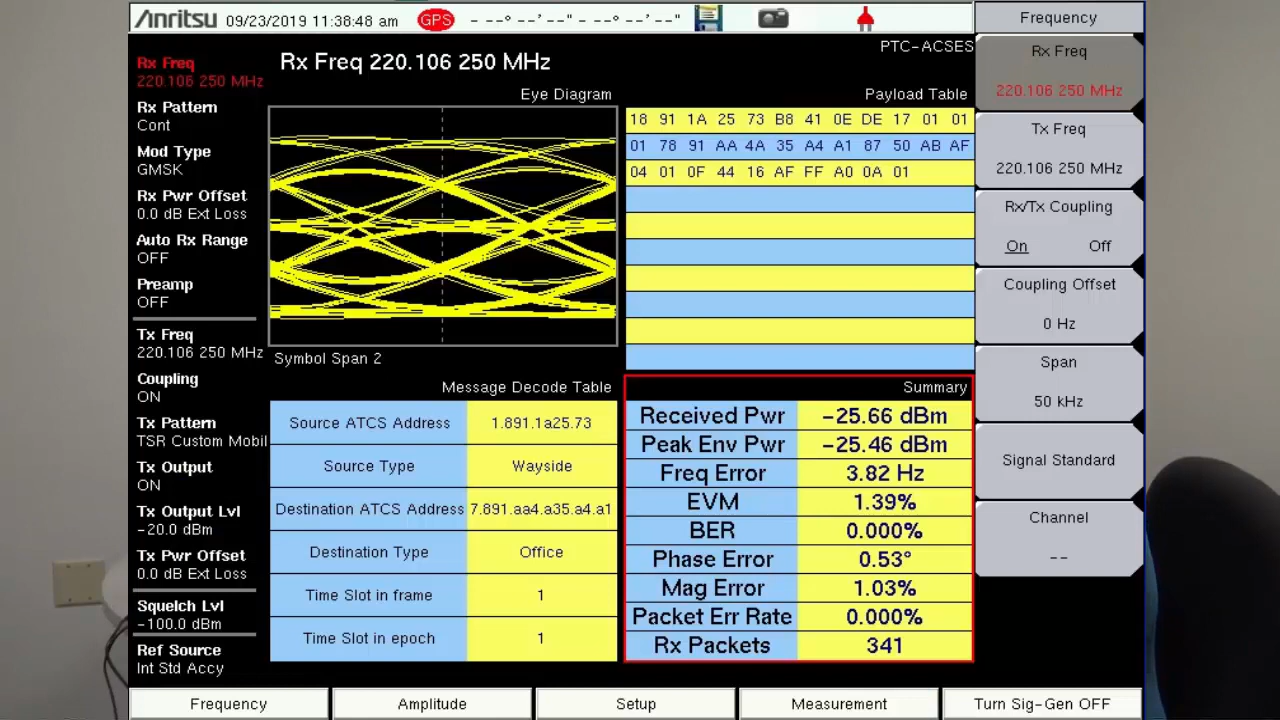 Anritsu 09/23/2019 11:38:48 am GPS - --° --'--" - --° --'--"
Frequency
PTC-ACSES
Rx Freq 220.106 250 MHz
Rx Freq
220.106 250 MHz
Rx Pattern
Cont
Mod Type
GMSK
Rx Pwr Offset
0.0 dB Ext Loss
Auto Rx Range
OFF
Preamp
OFF
Tx Freq
220.106 250 MHz
Coupling
ON
Tx Pattern
TSR Custom Mobil
Tx Output
ON
Tx Output Lvl
-20.0 dBm
Tx Pwr Offset
0.0 dB Ext Loss
Squelch Lvl
-100.0 dBm
Ref Source
Int Std Accy
Eye Diagram
Symbol Span 2
Payload Table
18 91 1A 25 73 B8 41 0E DE 17 01 01
01 78 91 AA 4A 35 A4 A1 87 50 AB AF
04 01 0F 44 16 AF FF A0 0A 01
Message Decode Table
Source ATCS Address 1.891.1a25.73
Source Type Wayside
Destination ATCS Address 7.891.aa4.a35.a4.a1
Destination Type Office
Time Slot in frame 1
Time Slot in epoch 1
Summary
Received Pwr -25.66 dBm
Peak Env Pwr -25.46 dBm
Freq Error 3.82 Hz
EVM 1.39%
BER 0.000%
Phase Error 0.53°
Mag Error 1.03%
Packet Err Rate 0.000%
Rx Packets 341
Rx Freq
220.106 250 MHz
Tx Freq
220.106 250 MHz
Rx/Tx Coupling
On Off
Coupling Offset
0 Hz
Span
50 kHz
Signal Standard
Channel
--
Frequency Amplitude Setup Measurement Turn Sig-Gen OFF